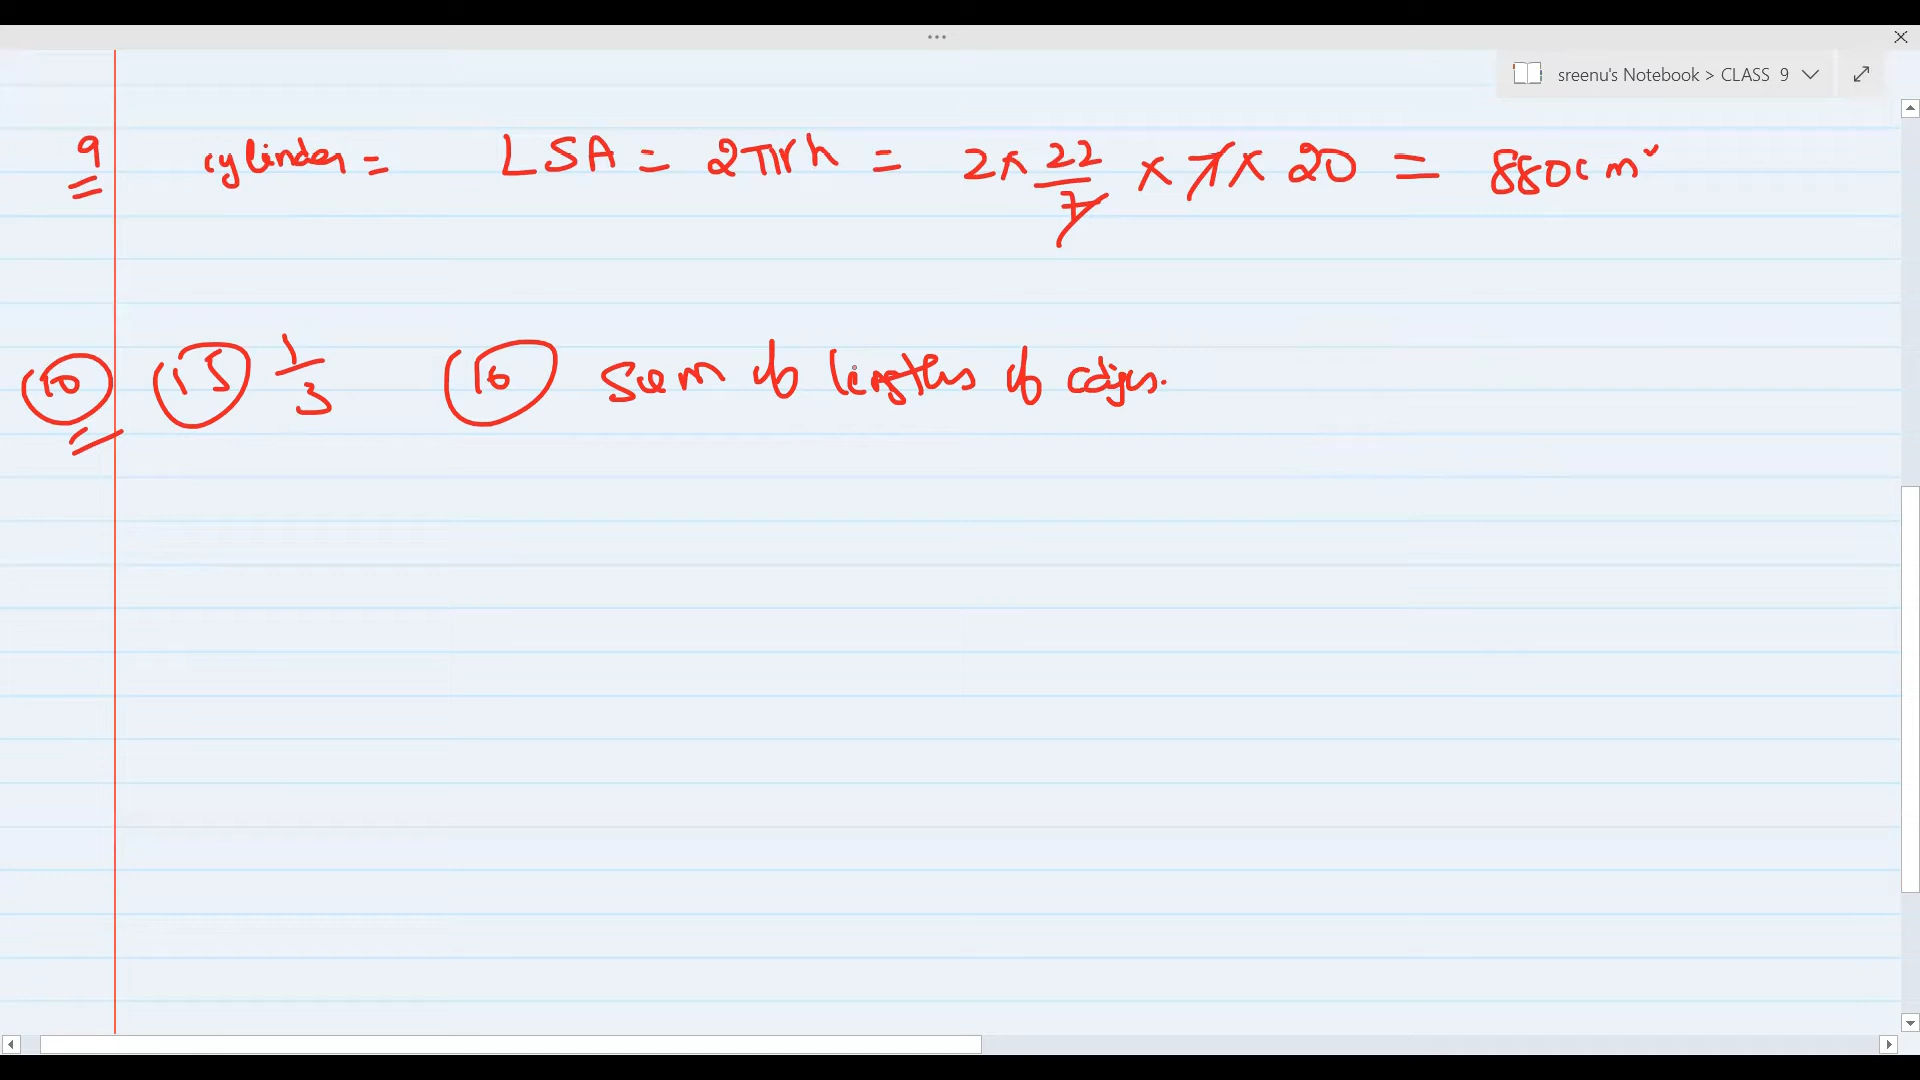 sreenu's Notebook > CLASS 9
9 cylinder = LSA = 2πrh = 2 x 22/7 x 7 x 20 = 880cm²
10 15 1/3 16 Sum of lengths of edges.